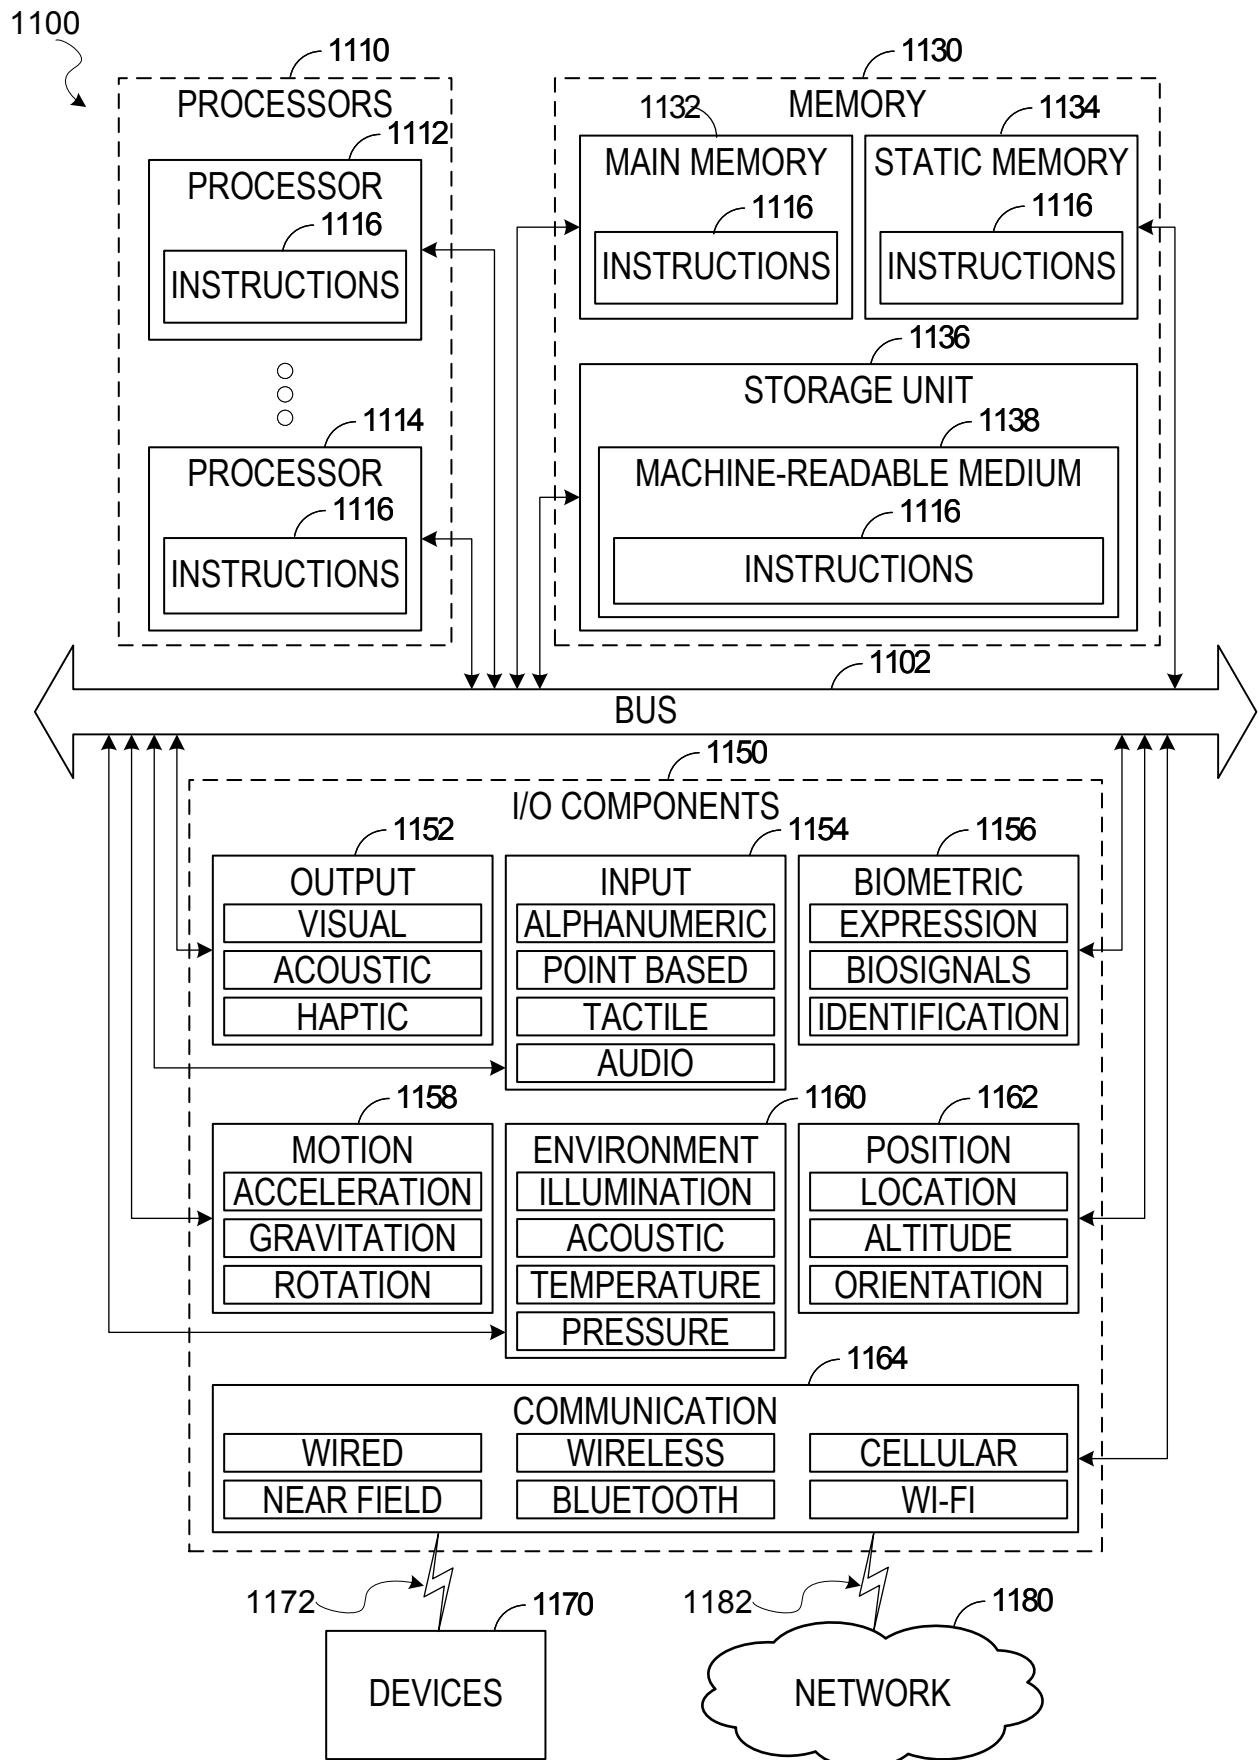 1100
1110
PROCESSORS
1112
PROCESSOR
1116
INSTRUCTIONS
1114
PROCESSOR
1116
INSTRUCTIONS
1130
MEMORY
1132
MAIN MEMORY
1116
INSTRUCTIONS
1134
STATIC MEMORY
1116
INSTRUCTIONS
1136
STORAGE UNIT
1138
MACHINE-READABLE MEDIUM
1116
INSTRUCTIONS
1102
BUS
1150
I/O COMPONENTS
1152
OUTPUT
VISUAL
ACOUSTIC
HAPTIC
1154
INPUT
ALPHANUMERIC
POINT BASED
TACTILE
AUDIO
1156
BIOMETRIC
EXPRESSION
BIOSIGNALS
IDENTIFICATION
1158
MOTION
ACCELERATION
GRAVITATION
ROTATION
1160
ENVIRONMENT
ILLUMINATION
ACOUSTIC
TEMPERATURE
PRESSURE
1162
POSITION
LOCATION
ALTITUDE
ORIENTATION
1164
COMMUNICATION
WIRED
WIRELESS
CELLULAR
NEAR FIELD
BLUETOOTH
WI-FI
1172
1170
DEVICES
1182
1180
NETWORK